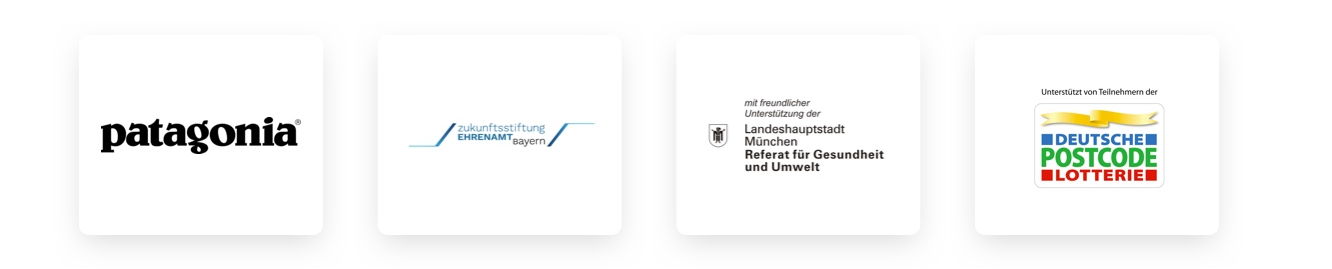 patagonia®
zukunftsstiftung
EHRENAMT Bayern
mit freundlicher
Unterstützung der
Landeshauptstadt
München
Referat für Gesundheit
und Umwelt
Unterstützt von Teilnehmern der
DEUTSCHE
POSTCODE
LOTTERIE